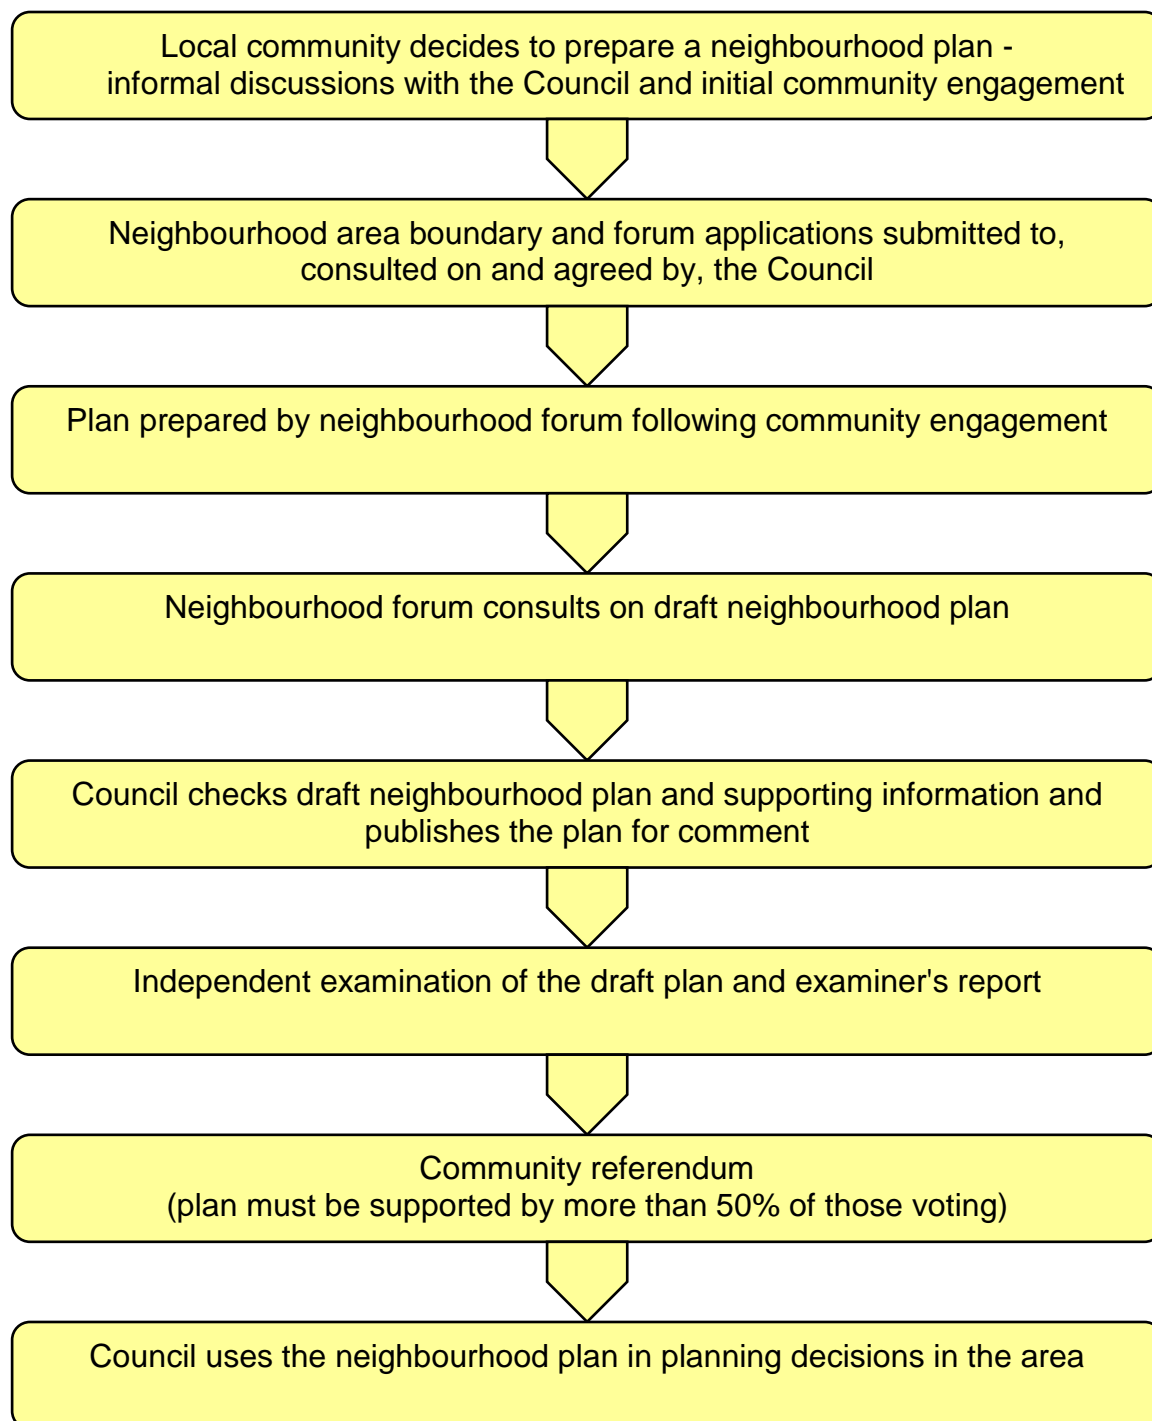 Local community decides to prepare a neighbourhood plan -
informal discussions with the Council and initial community engagement
Neighbourhood area boundary and forum applications submitted to,
consulted on and agreed by, the Council
Plan prepared by neighbourhood forum following community engagement
Neighbourhood forum consults on draft neighbourhood plan
Council checks draft neighbourhood plan and supporting information and
publishes the plan for comment
Independent examination of the draft plan and examiner's report
Community referendum
(plan must be supported by more than 50% of those voting)
Council uses the neighbourhood plan in planning decisions in the area